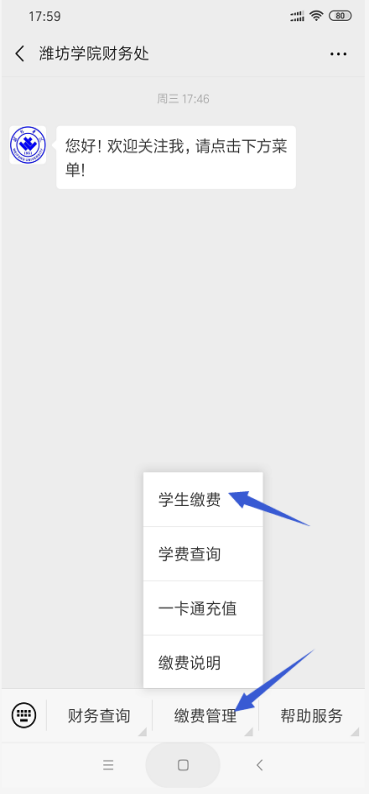 17:59
80
潍坊学院财务处
周三 17:46
您好！欢迎关注我，请点击下方菜
单!
学生缴费
学费查询
一卡通充值
缴费说明
财务查询
缴费管理
帮助服务